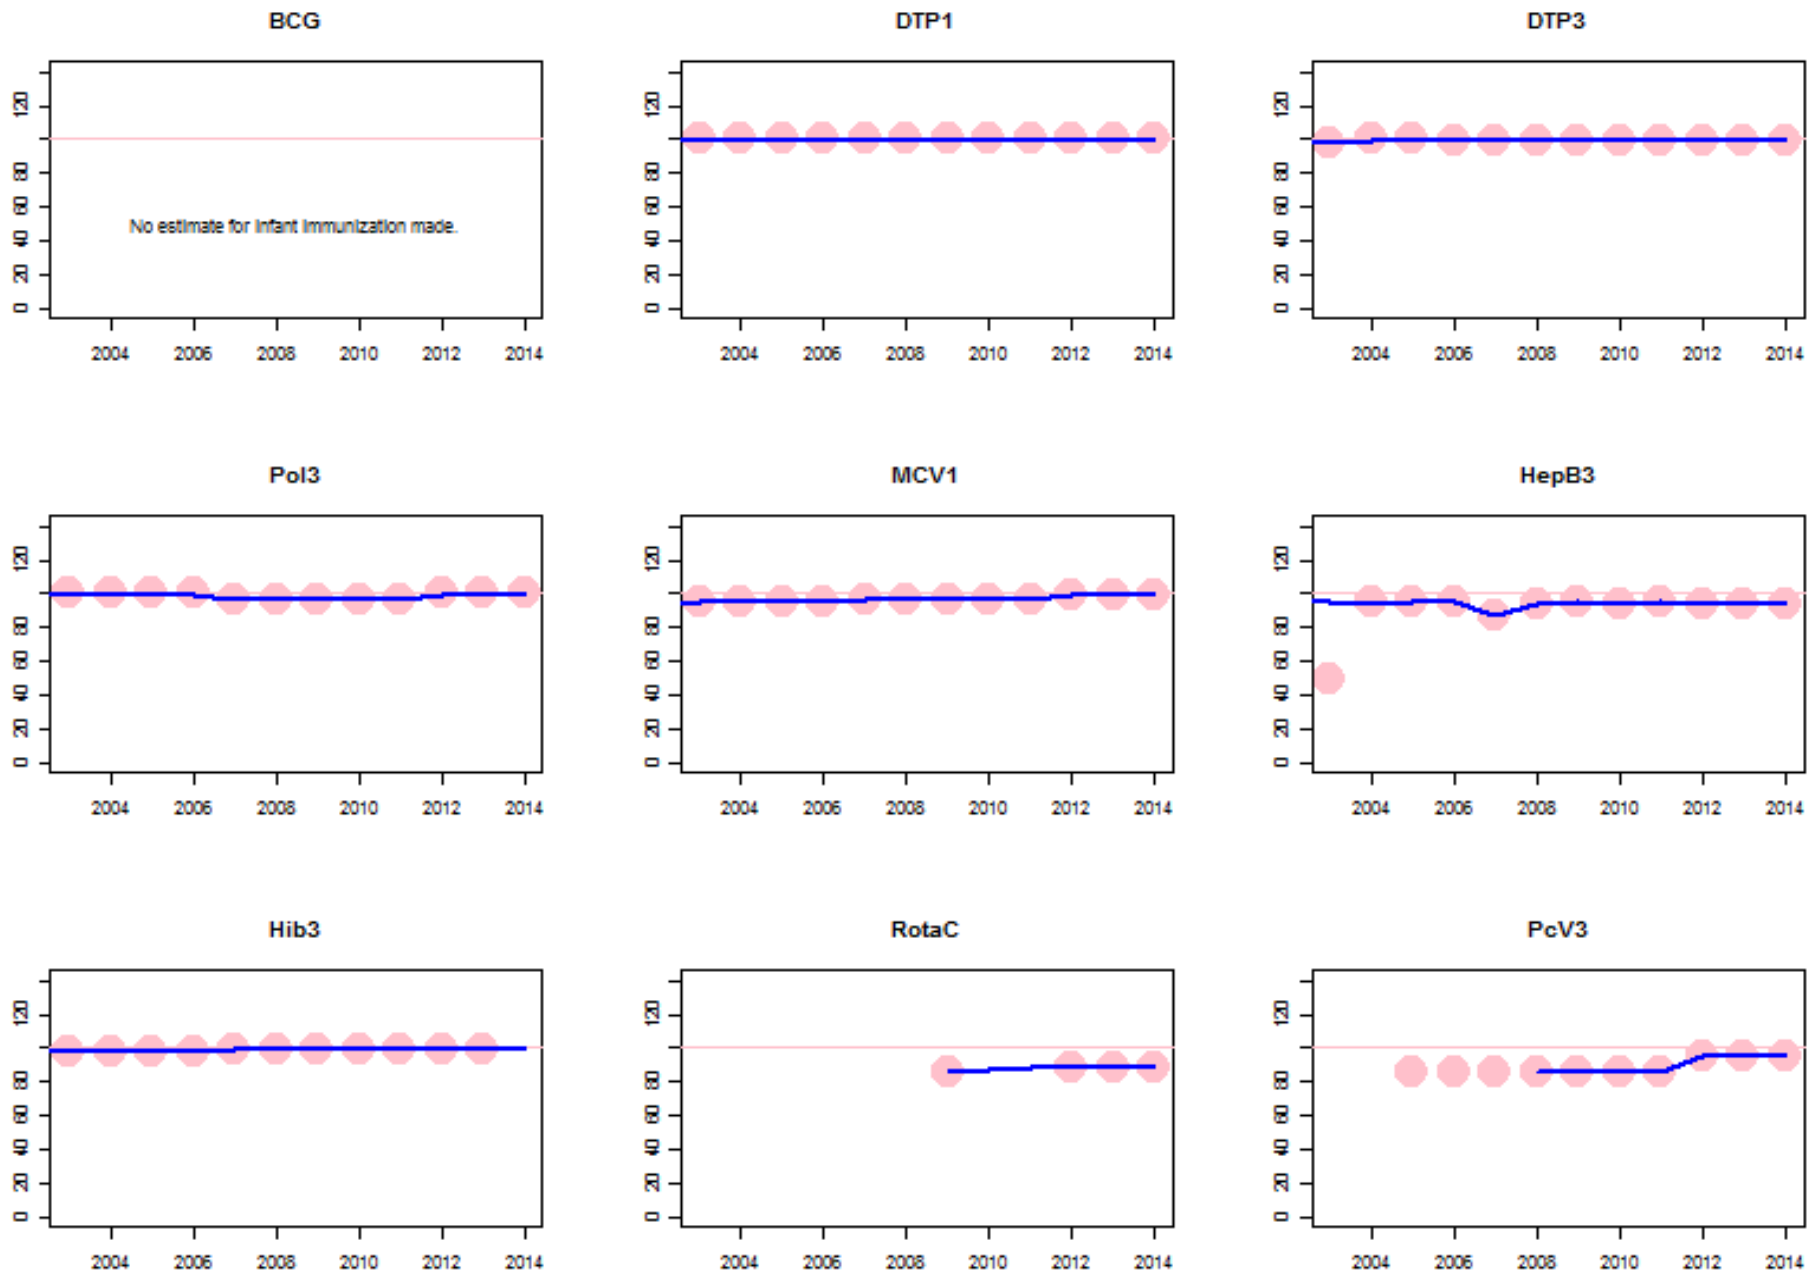 BCG DTP1 DTP3
120 120 120
80 80 80
60 60 60
No estimate for infant immunization made.
40 40 40
20 20 20
0 0 0
2004 2006 2008 2010 2012 2014 2004 2006 2008 2010 2012 2014 2004 2006 2008 2010 2012 2014
Pol3 MCV1 HepB3
120 120 120
80 80 80
60 60 60
40 40 40
20 20 20
0 0 0
2004 2006 2008 2010 2012 2014 2004 2006 2008 2010 2012 2014 2004 2006 2008 2010 2012 2014
Hib3 RotaC PcV3
120 120 120
80 80 80
60 60 60
40 40 40
20 20 20
0 0 0
2004 2006 2008 2010 2012 2014 2004 2006 2008 2010 2012 2014 2004 2006 2008 2010 2012 2014